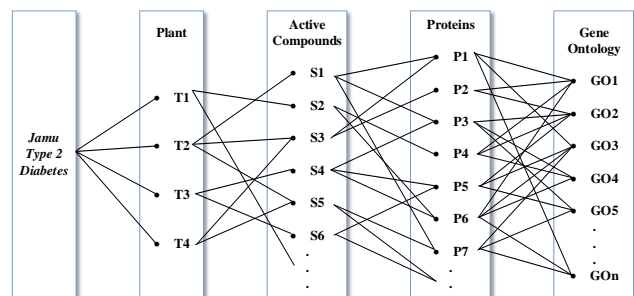 Jamu
Type 2
Diabetes
Plant
T1
T2
T3
T4
Active
Compounds
S1
S2
S3
S4
S5
S6
.
.
.
Proteins
P1
P2
P3
P4
P5
P6
P7
.
.
.
Gene
Ontology
GO1
GO2
GO3
GO4
GO5
.
.
.
GOn